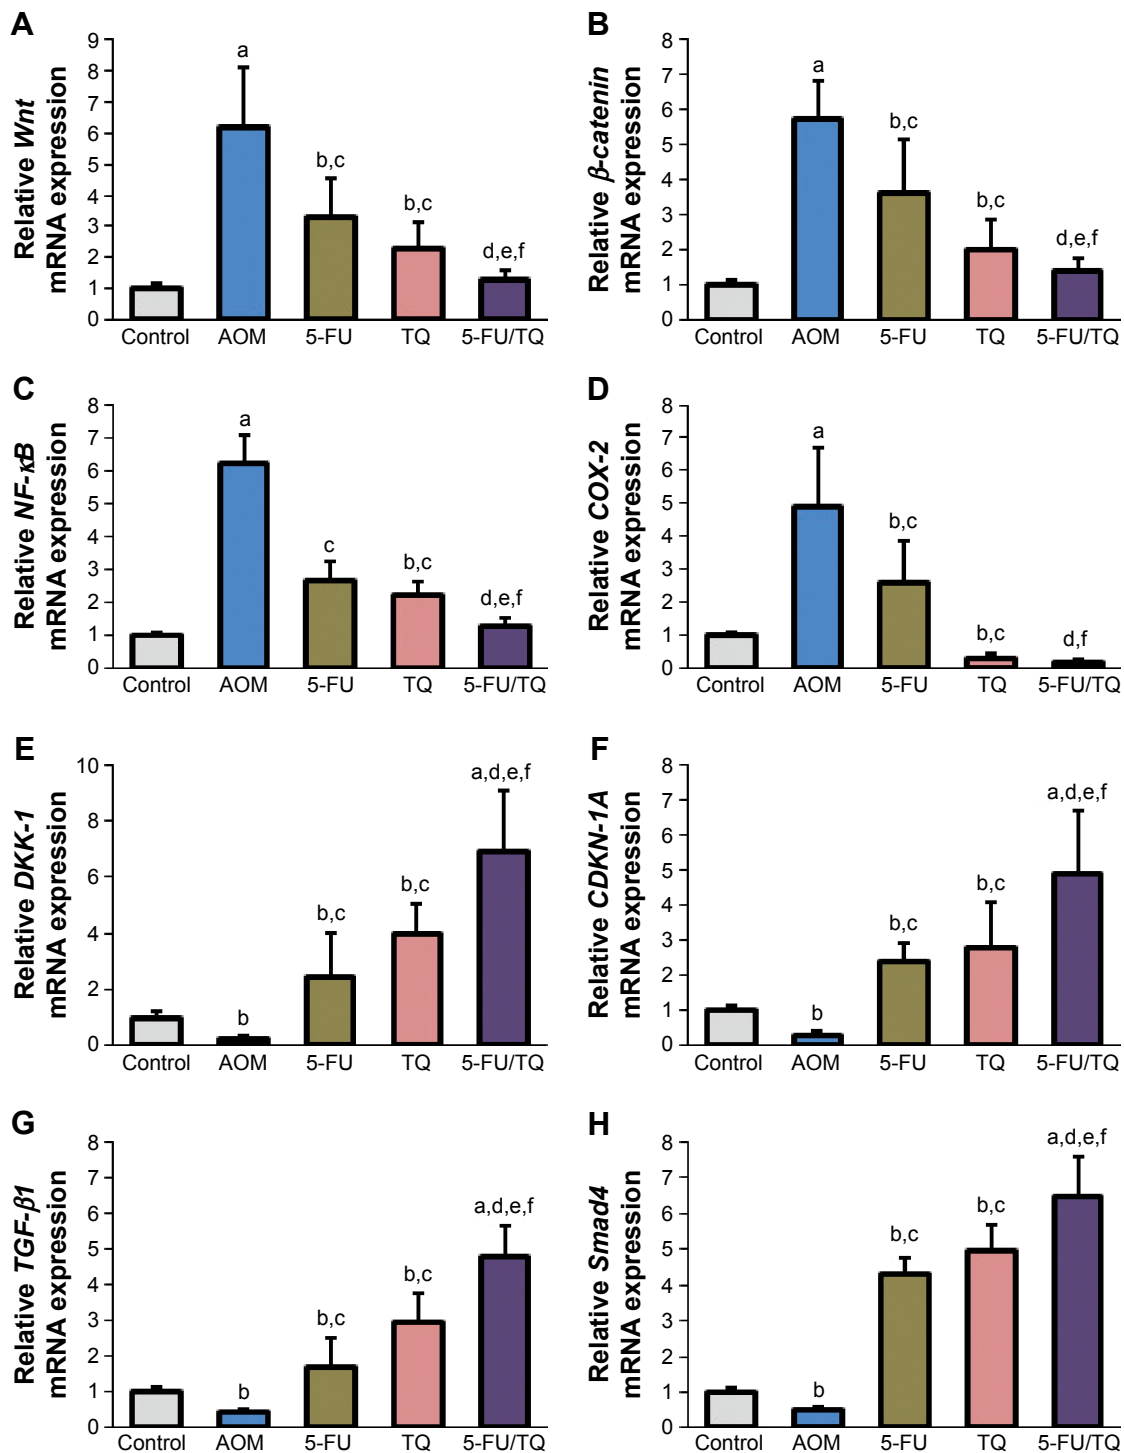 A
Relative Wnt
mRNA expression
9
8
7
6
5
4
3
2
1
0
a
b,c
b,c
d,e,f
Control AOM 5-FU TQ 5-FU/TQ
B
Relative β-catenin
mRNA expression
8
7
6
5
4
3
2
1
0
a
b,c
b,c
d,e,f
Control AOM 5-FU TQ 5-FU/TQ
C
Relative NF-κB
mRNA expression
8
7
6
5
4
3
2
1
0
a
c
b,c
d,e,f
Control AOM 5-FU TQ 5-FU/TQ
D
Relative COX-2
mRNA expression
8
7
6
5
4
3
2
1
0
a
b,c
b,c
d,f
Control AOM 5-FU TQ 5-FU/TQ
E
Relative DKK-1
mRNA expression
10
8
6
4
2
0
b
b,c
b,c
a,d,e,f
Control AOM 5-FU TQ 5-FU/TQ
F
Relative CDKN-1A
mRNA expression
8
7
6
5
4
3
2
1
0
b
b,c
b,c
a,d,e,f
Control AOM 5-FU TQ 5-FU/TQ
G
Relative TGF-β1
mRNA expression
8
7
6
5
4
3
2
1
0
b
b,c
b,c
a,d,e,f
Control AOM 5-FU TQ 5-FU/TQ
H
Relative Smad4
mRNA expression
8
7
6
5
4
3
2
1
0
b
b,c
b,c
a,d,e,f
Control AOM 5-FU TQ 5-FU/TQ